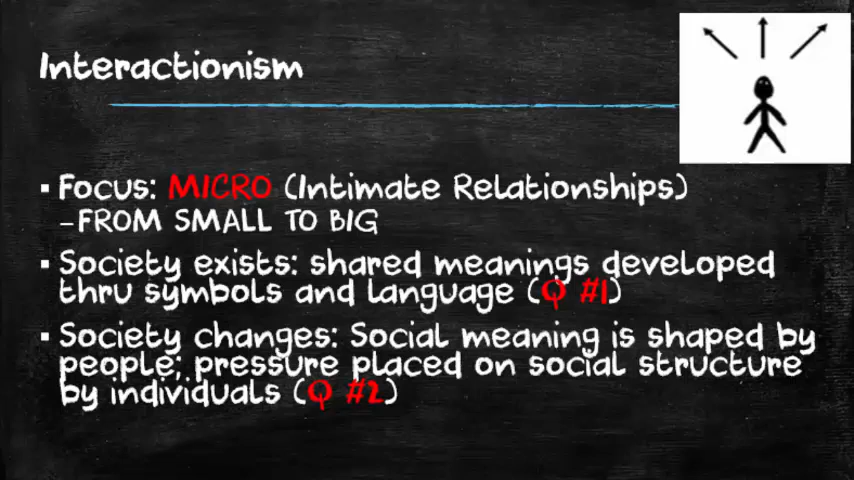 Interactionism
▪ Focus: MICRO (Intimate Relationships)
–FROM SMALL TO BIG
▪ Society exists: shared meanings developed
thru symbols and language (Q #1)
▪ Society changes: Social meaning is shaped by
people; pressure placed on social structure
by individuals (Q #2)